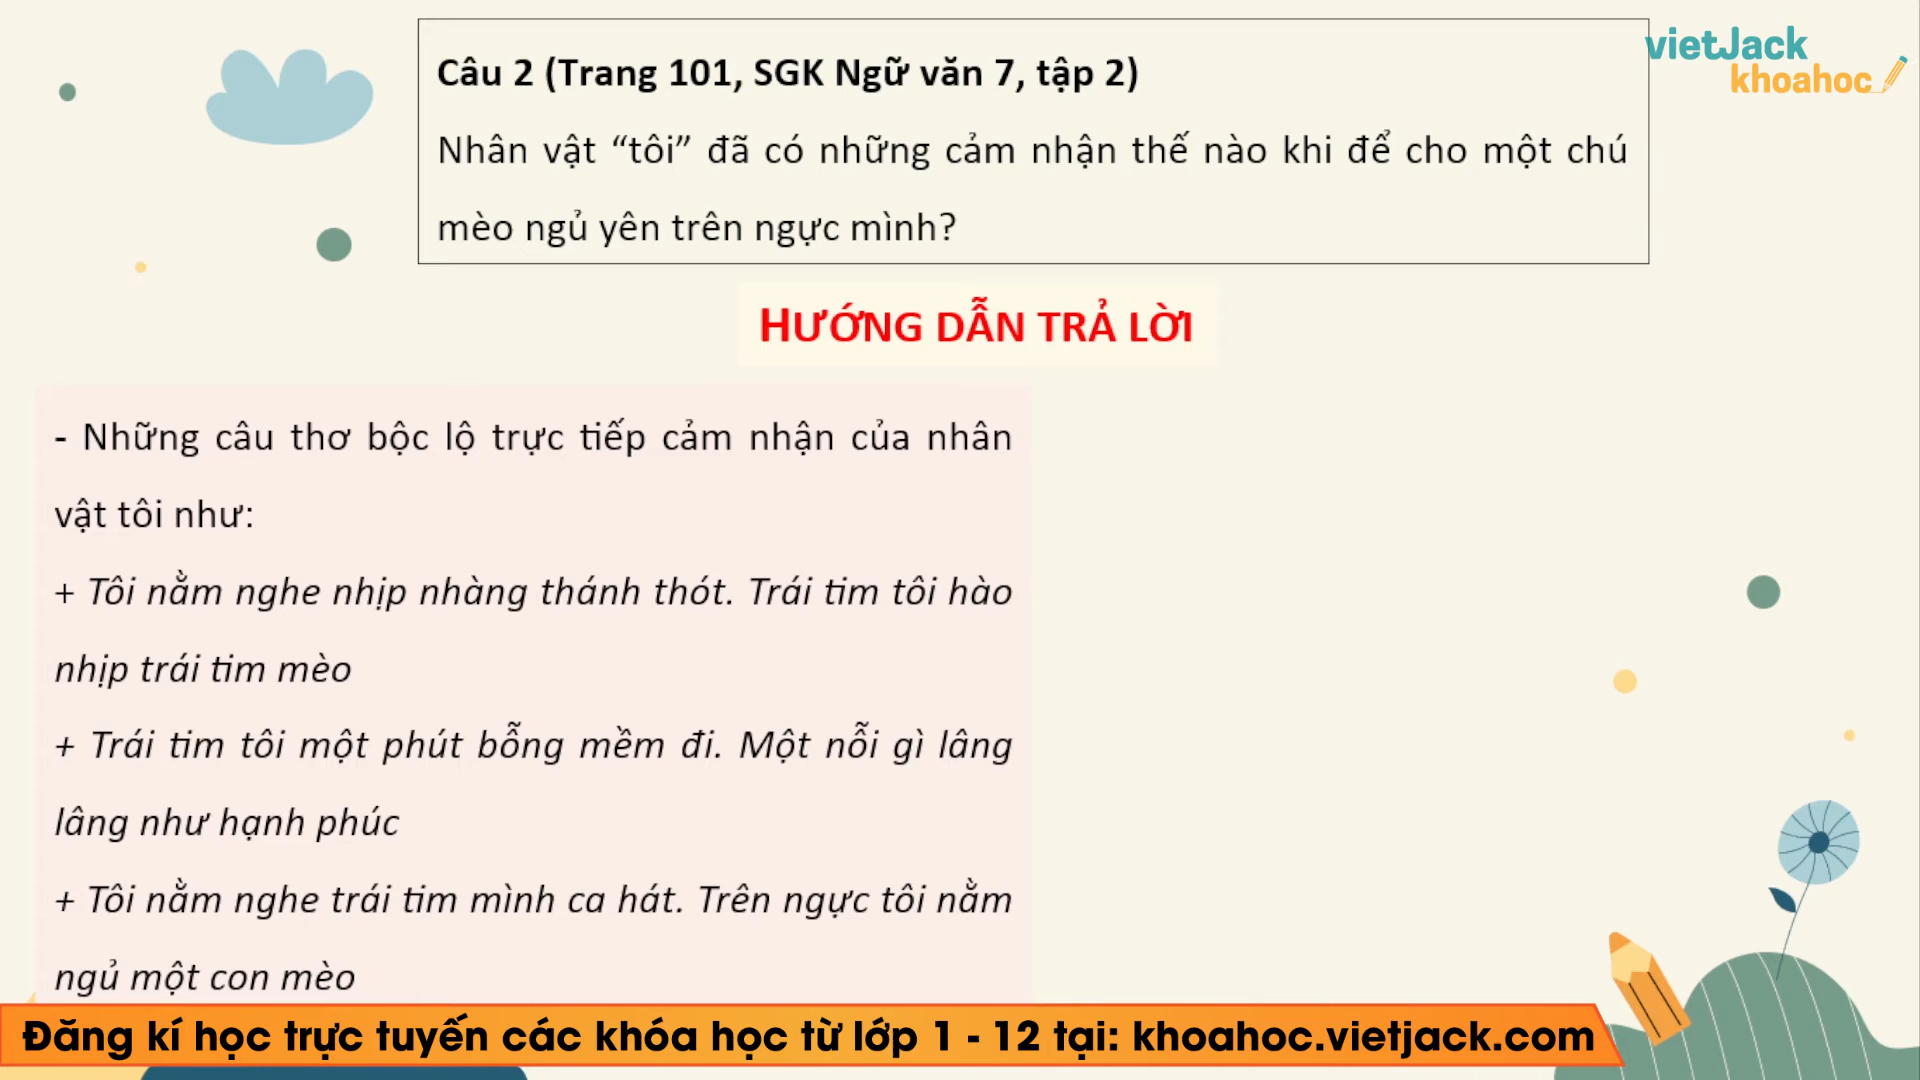 vietJack
khoahoc
Câu 2 (Trang 101, SGK Ngữ văn 7, tập 2)
Nhân vật “tôi” đã có những cảm nhận thế nào khi để cho một chú
mèo ngủ yên trên ngực mình?
HƯỚNG DẪN TRẢ LỜI
- Những câu thơ bộc lộ trực tiếp cảm nhận của nhân
vật tôi như:
+ Tôi nằm nghe nhịp nhàng thánh thót. Trái tim tôi hào
nhịp trái tim mèo
+ Trái tim tôi một phút bỗng mềm đi. Một nỗi gì lâng
lâng như hạnh phúc
+ Tôi nằm nghe trái tim mình ca hát. Trên ngực tôi nằm
ngủ một con mèo
Đăng kí học trực tuyến các khóa học từ lớp 1 - 12 tại: khoahoc.vietjack.com